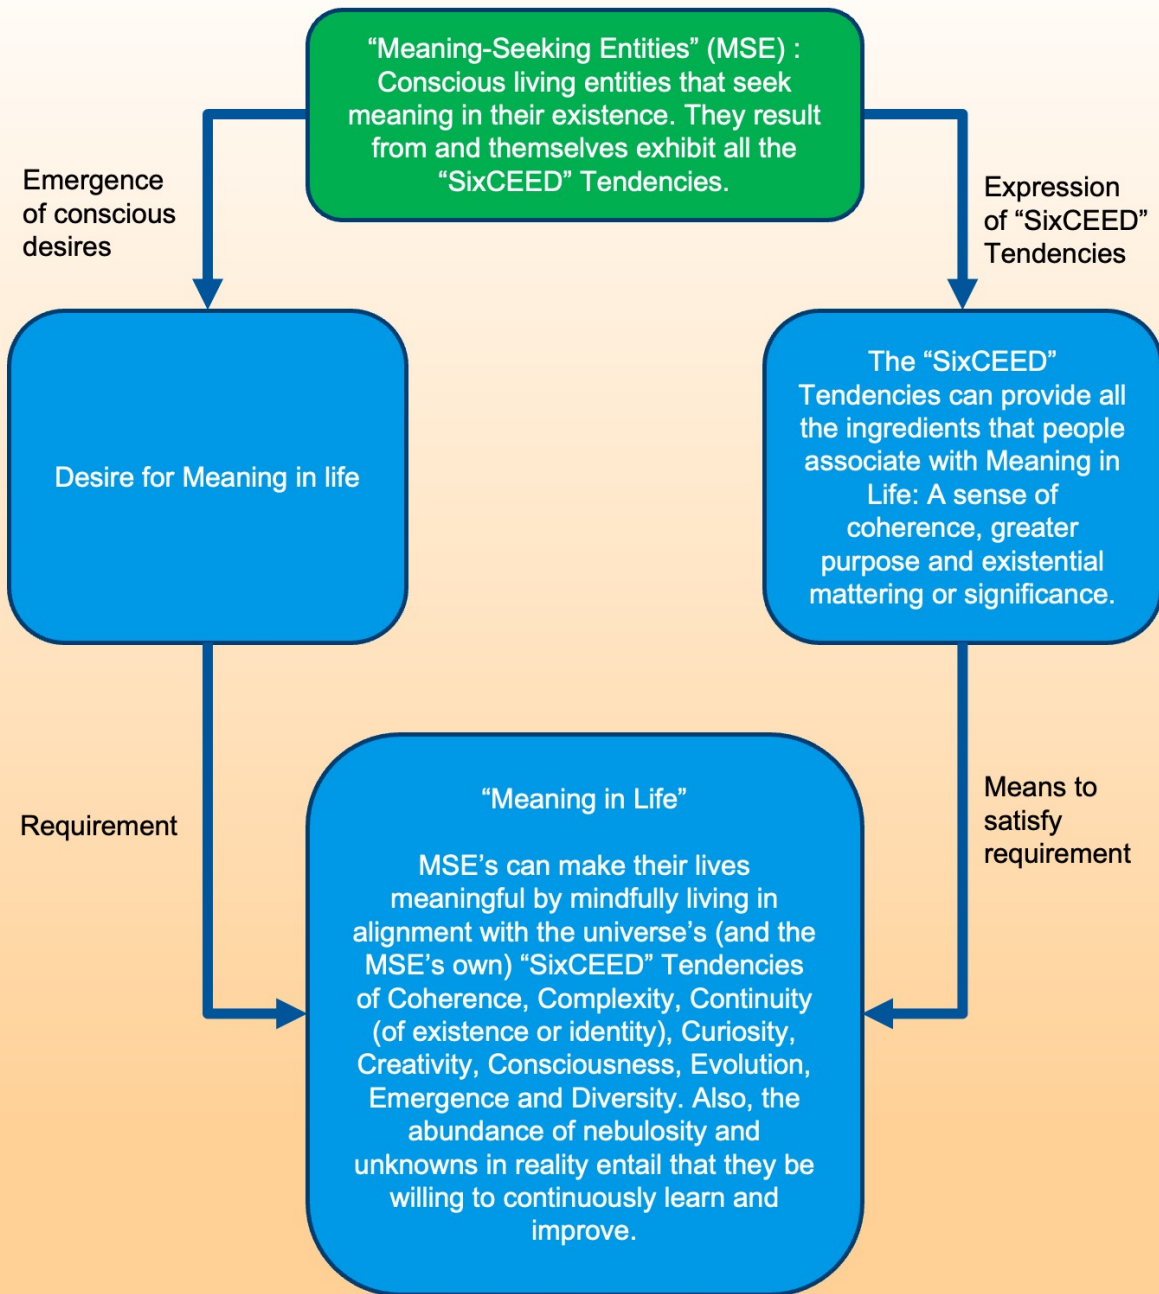 “Meaning-Seeking Entities” (MSE) :
Conscious living entities that seek
meaning in their existence. They result
from and themselves exhibit all the
“SixCEED” Tendencies.
Emergence
of conscious
desires
Expression
of “SixCEED”
Tendencies
Desire for Meaning in life
The “SixCEED”
Tendencies can provide all
the ingredients that people
associate with Meaning in
Life: A sense of
coherence, greater
purpose and existential
mattering or significance.
Requirement
Means to
satisfy
requirement
“Meaning in Life”
MSE’s can make their lives
meaningful by mindfully living in
alignment with the universe’s (and the
MSE’s own) “SixCEED” Tendencies
of Coherence, Complexity, Continuity
(of existence or identity), Curiosity,
Creativity, Consciousness, Evolution,
Emergence and Diversity. Also, the
abundance of nebulosity and
unknowns in reality entail that they be
willing to continuously learn and
improve.